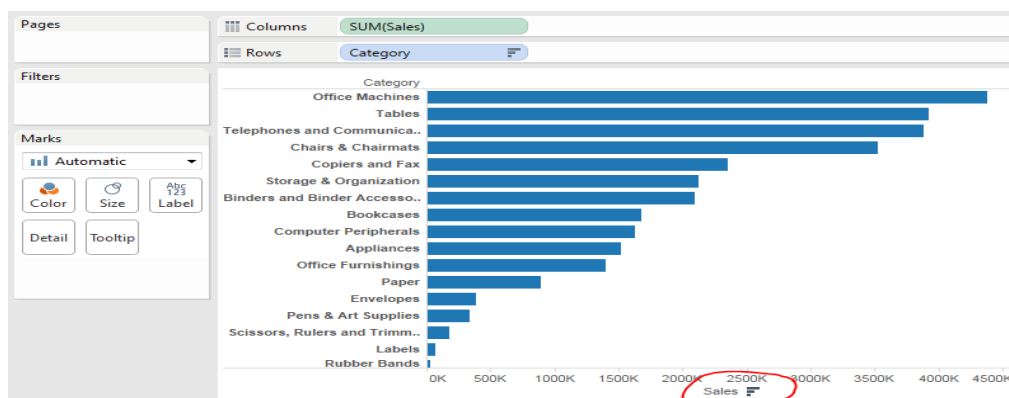 Pages
Columns
SUM(Sales)
Rows
Category
Filters
Marks
Automatic
Color
Size
Abc
123
Label
Detail
Tooltip
Category
Office Machines
Tables
Telephones and Communica..
Chairs & Chairmats
Copiers and Fax
Storage & Organization
Binders and Binder Accesso..
Bookcases
Computer Peripherals
Appliances
Office Furnishings
Paper
Envelopes
Pens & Art Supplies
Scissors, Rulers and Trimm..
Labels
Rubber Bands
0K 500K 1000K 1500K 2000K 2500K 3000K 3500K 4000K 4500K
Sales